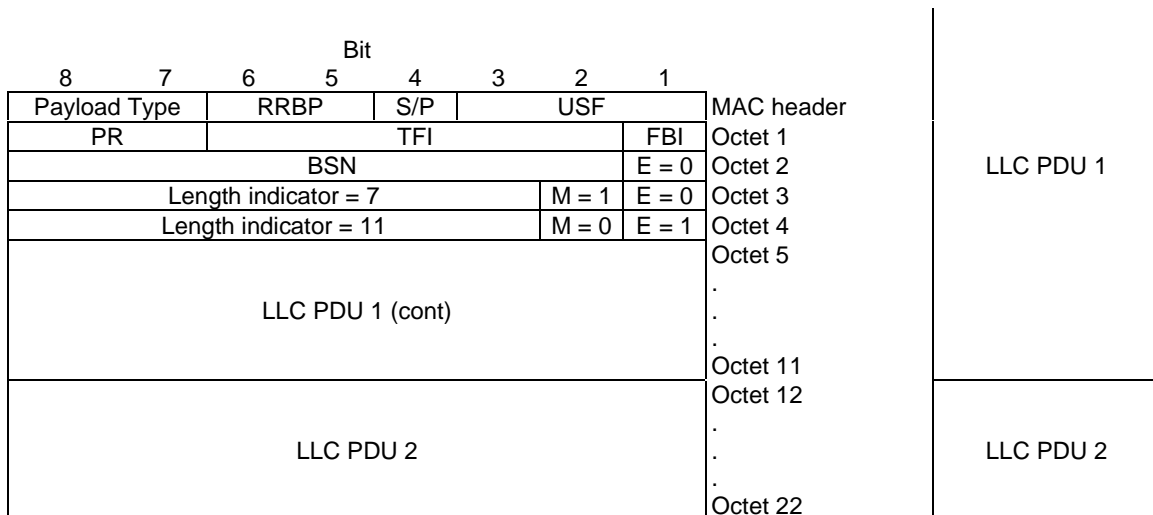 Bit
8 7 6 5 4 3 2 1
Payload Type RRBP S/P USF MAC header
PR TFI FBI Octet 1
BSN E = 0 Octet 2 LLC PDU 1
Length indicator = 7 M = 1 E = 0 Octet 3
Length indicator = 11 M = 0 E = 1 Octet 4
Octet 5
.
LLC PDU 1 (cont) .
.
Octet 11
Octet 12
.
LLC PDU 2 . LLC PDU 2
.
Octet 22